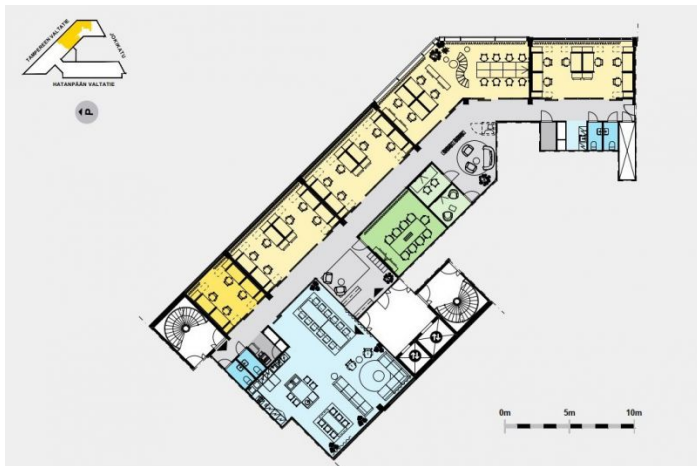 TAMPEREEN VALTATIE
JOKIKATU
HATANPÄÄN VALTATIE
P
0m 5m 10m